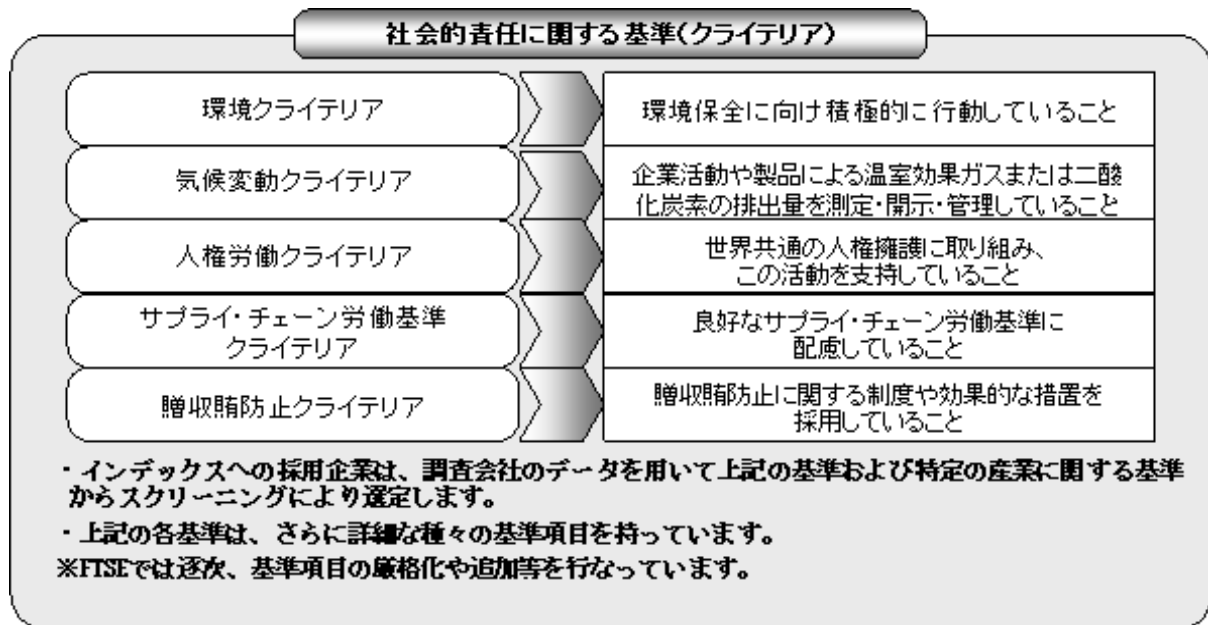 社会的責任に関する基準(クライテリア)
環境クライテリア
環境保全に向け積極的に行動していること
気候変動クライテリア
企業活動や製品による温室効果ガスまたは二酸
化炭素の排出量を測定・開示・管理していること
人権労働クライテリア
世界共通の人権擁護に取り組み、
この活動を支持していること
サプライ・チェーン労働基準
クライテリア
良好なサプライ・チェーン労働基準に
配慮していること
贈収賄防止クライテリア
贈収賄防止に関する制度や効果的な措置を
採用していること
・インデックスへの採用企業は、調査会社のデータを用いて上記の基準および特定の産業に関する基準
からスクリーニングにより選定します。
・上記の各基準は、さらに詳細な種々の基準項目を持っています。
※FTSEでは逐次、基準項目の厳格化や追加等を行なっています。